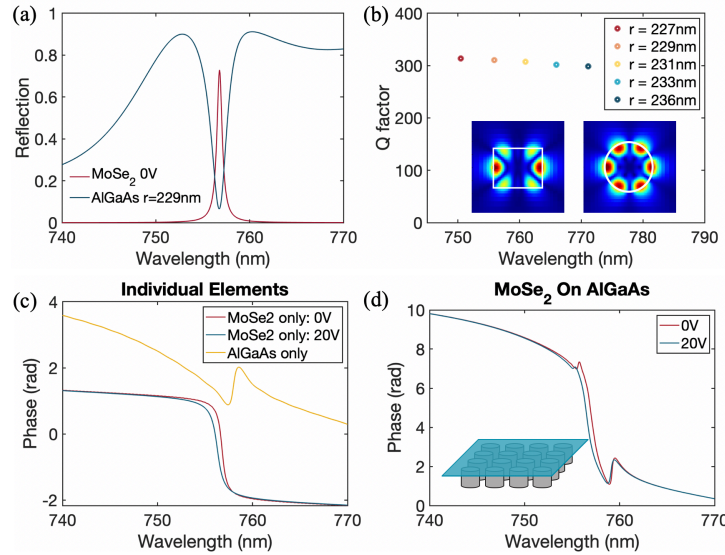 (a)
1
0.8
0.6
0.4
0.2
0
Reflection
MoSe₂ 0V
AlGaAs r=229nm
740 750 760 770
Wavelength (nm)
(b)
400
300
200
100
0
Q factor
r = 227nm
r = 229nm
r = 231nm
r = 233nm
r = 236nm
750 760 770 780 790
Wavelength (nm)
(c)
Individual Elements
4
2
0
-2
Phase (rad)
MoSe2 only: 0V
MoSe2 only: 20V
AlGaAs only
740 750 760 770
Wavelength (nm)
(d)
MoSe₂ On AlGaAs
10
8
6
4
2
0
Phase (rad)
0V
20V
740 750 760 770
Wavelength (nm)